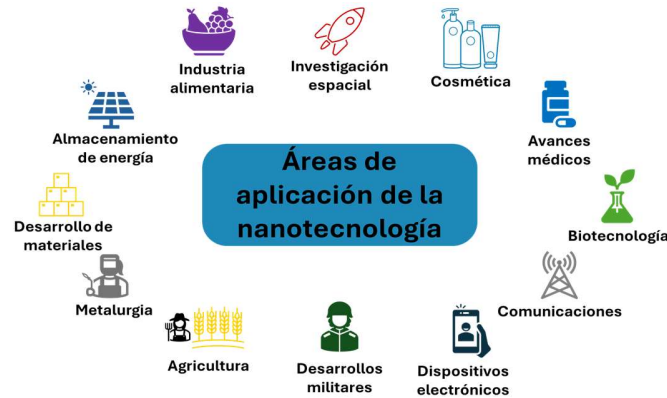 Industria
alimentaria
Investigación
espacial
Cosmética
Almacenamiento
de energía
Avances
médicos
Áreas de
aplicación de la
nanotecnología
Desarrollo de
materiales
Biotecnología
Metalurgia
Comunicaciones
Agricultura
Desarrollos
militares
Dispositivos
electrónicos